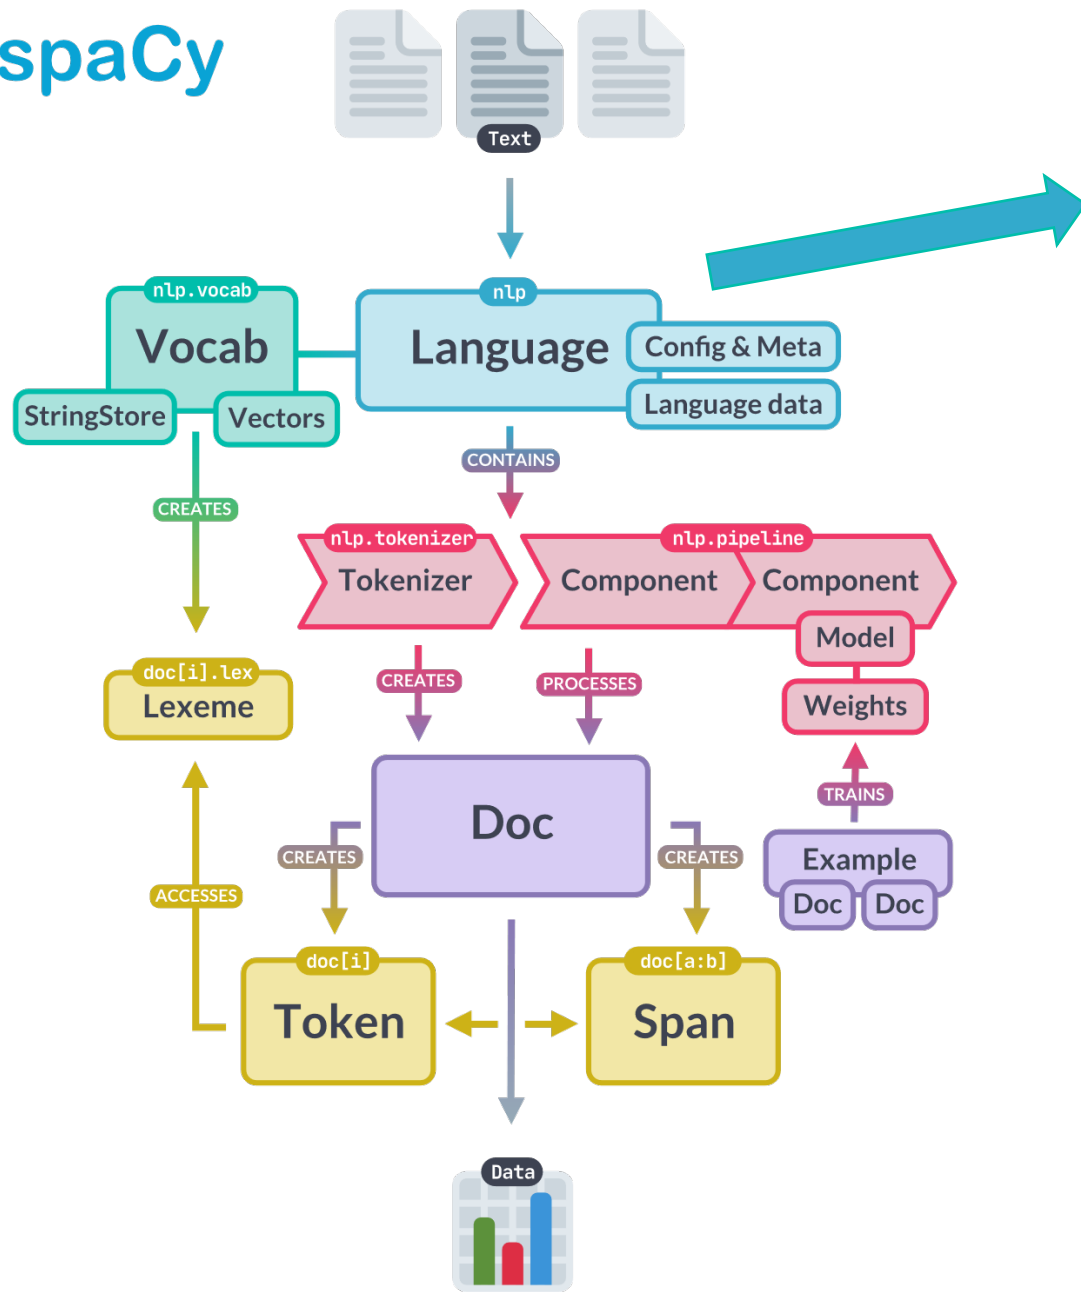 spaCy
Text
nlp.vocab
Vocab
StringStore
Vectors
nlp
Language
Config & Meta
Language data
CREATES
CONTAINS
nlp.tokenizer
Tokenizer
nlp.pipeline
Component
Component
Model
Weights
CREATES
PROCESSES
TRAINS
doc[i].lex
Lexeme
Doc
Example
Doc
Doc
CREATES
CREATES
ACCESSES
doc[i]
Token
doc[a:b]
Span
Data